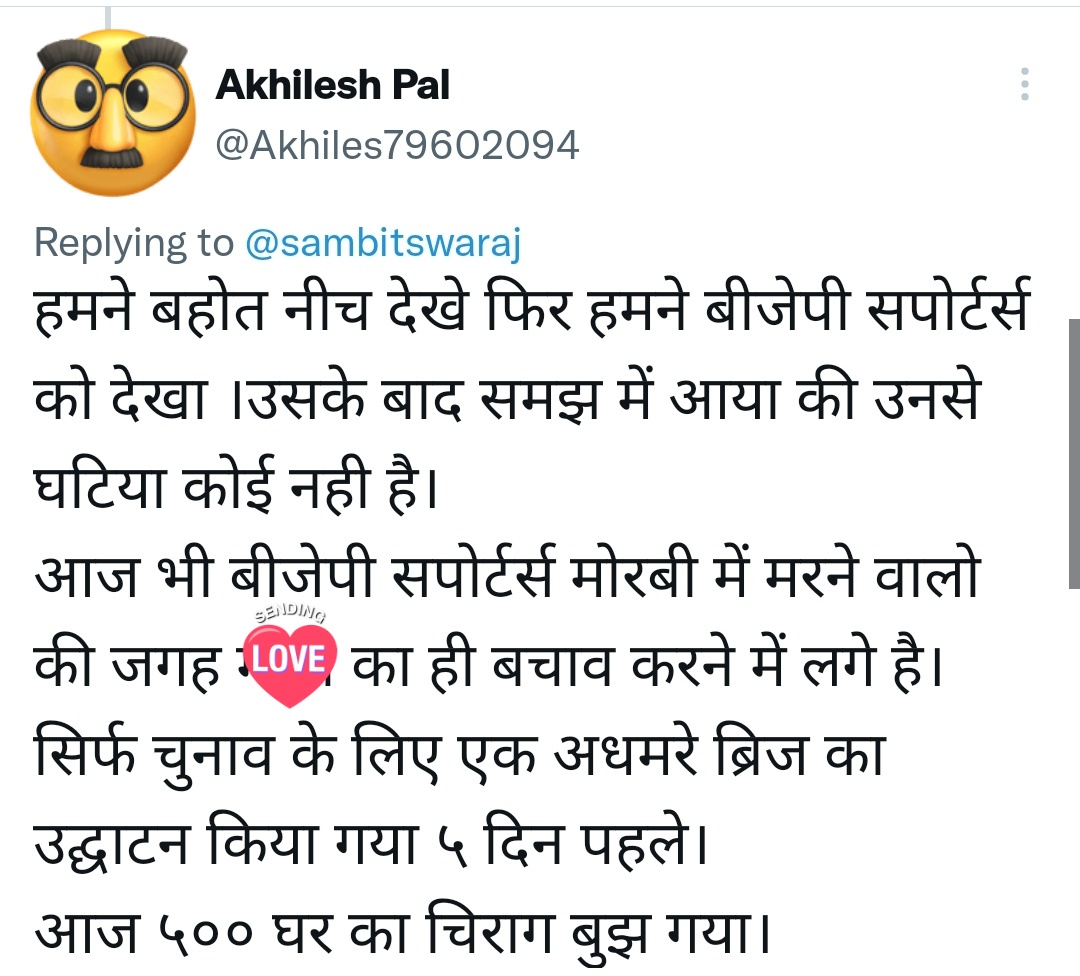 Akhilesh Pal
@Akhiles79602094
Replying to @sambitswaraj
हमने बहोत नीच देखे फिर हमने बीजेपी सपोर्टर्स
को देखा ।उसके बाद समझ में आया की उनसे
घटिया कोई नही है।
आज भी बीजेपी सपोर्टर्स मोरबी में मरने वालो
SENDING
की जगह LOVE का ही बचाव करने में लगे है।
सिर्फ चुनाव के लिए एक अधमरे ब्रिज का
उद्घाटन किया गया ५ दिन पहले।
आज ५०० घर का चिराग बुझ गया।